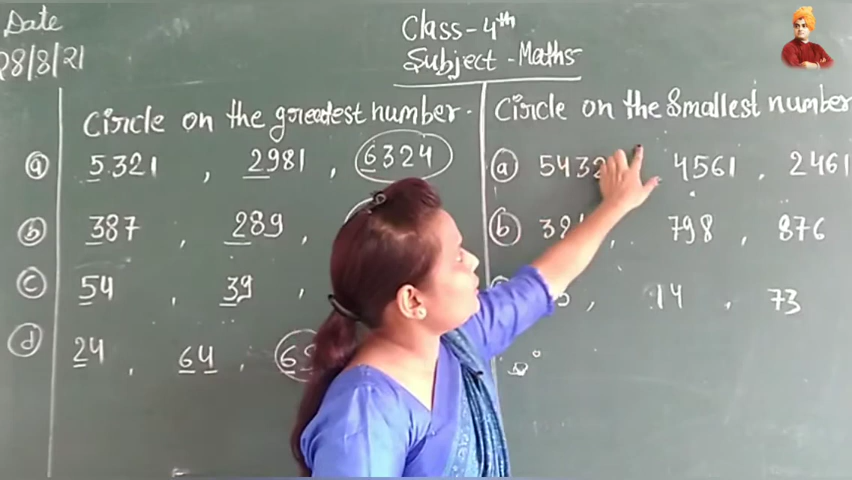 Date
28/8/21
Class-4th
Subject-Maths
Circle on the greatest number.
(a) 5321, 2981, 6324
(b) 387, 289
(c) 54, 39,
(d) 24, 64,
Circle on the Smallest number
(a) 5432 4561, 2461
(b) 798, 876
, 14, 73